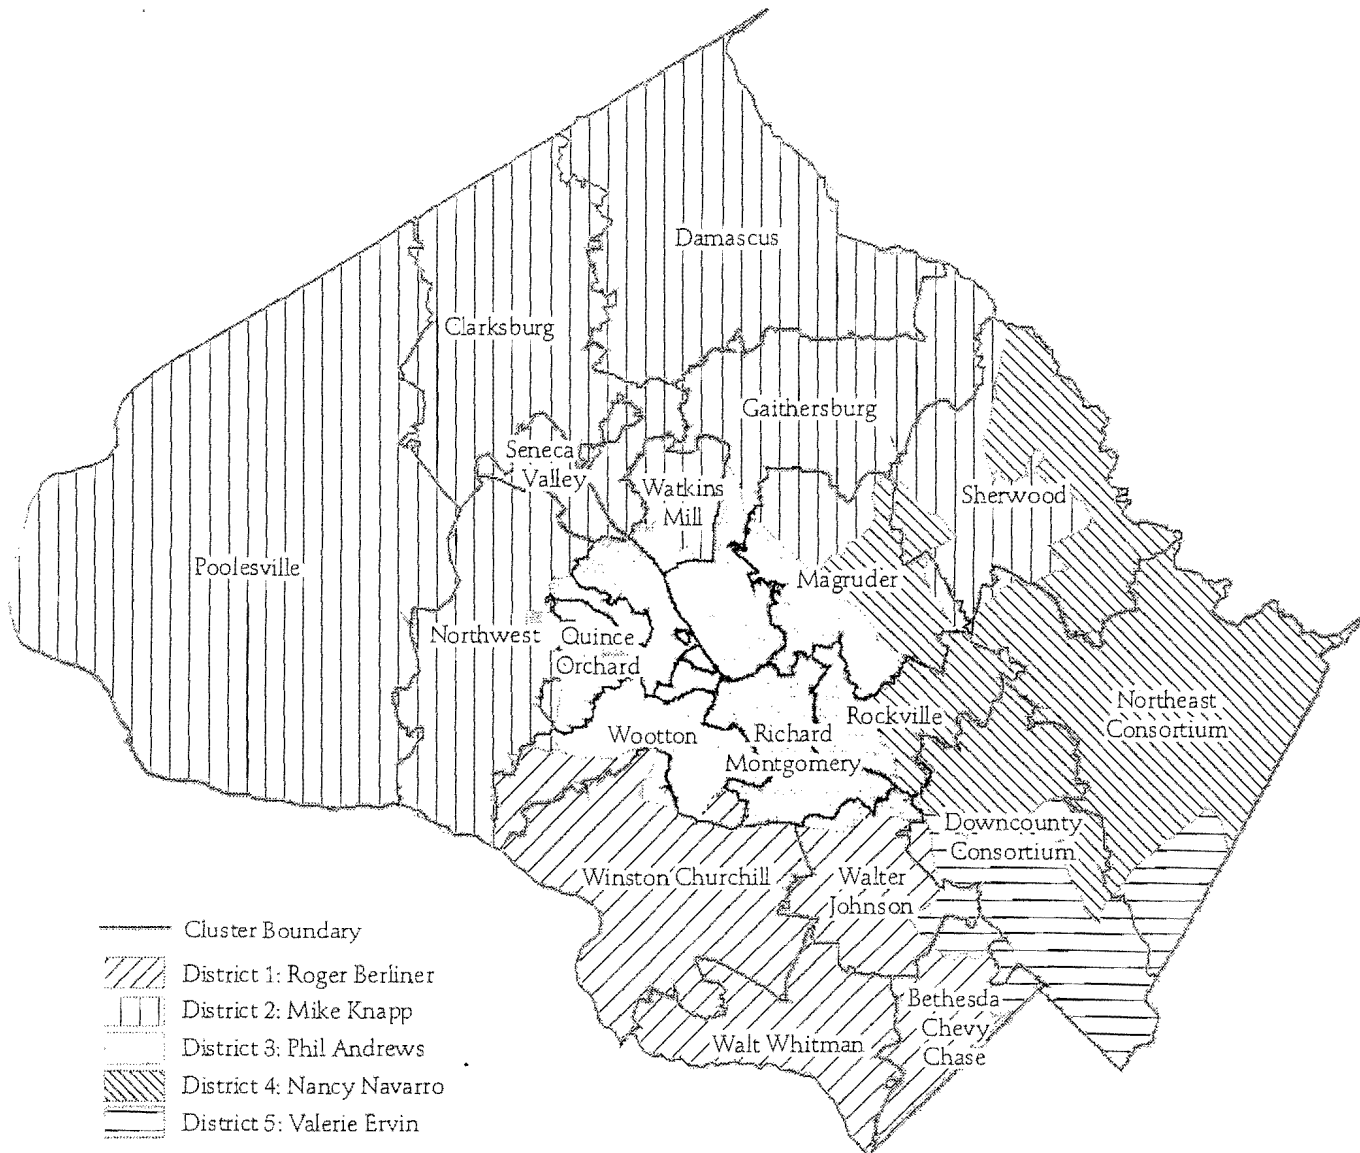 Damascus
Clarksburg
Gaithersburg
Seneca
Valley
Watkins
Mill
Sherwood
Poolesville
Magruder
Northwest
Quince
Orchard
Northeast
Consortium
Rockville
Wootton
Richard
Montgomery
Downcounty
Consortium
Winston Churchill
Walter
Johnson
Bethesda
Chevy
Chase
Walt Whitman
Cluster Boundary
District 1: Roger Berliner
District 2: Mike Knapp
District 3: Phil Andrews
District 4: Nancy Navarro
District 5: Valerie Ervin